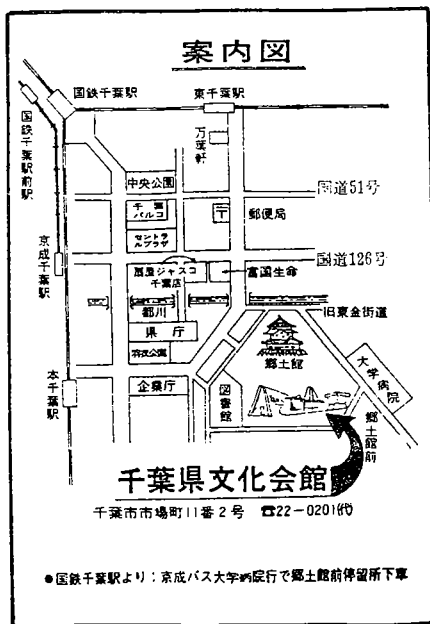 案内図
国鉄千葉駅
東千葉駅
国鉄千葉駅前駅
万葉軒
中央公園
国道51号
千葉パルコ
〒
郵便局
セントラルプラザ
国道126号
京成千葉駅
扇屋ジャスコ
千葉店
富国生命
都川
旧東金街道
県庁
郷土館
大学病院
羽衣公園
本千葉駅
企業庁
図書館
郷土館前
千葉県文化会館
千葉市市場町11番2号 ☎22-0201(代)
●国鉄千葉駅より:京成バス大学病院行で郷土館前停留所下車